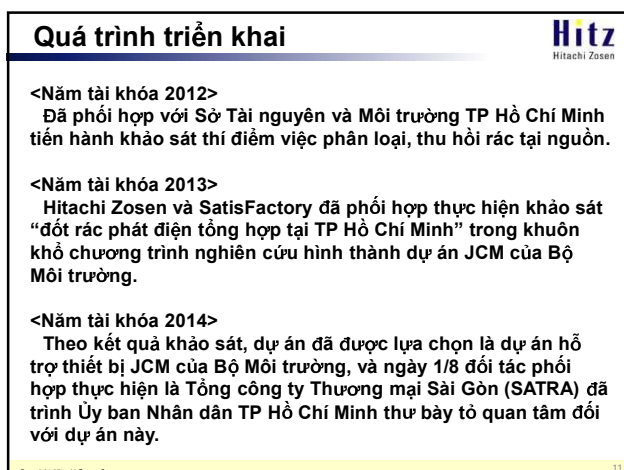 Quá trình triển khai
Hitz
Hitachi Zosen
<Năm tài khóa 2012>
Đã phối hợp với Sở Tài nguyên và Môi trường TP Hồ Chí Minh
tiến hành khảo sát thí điểm việc phân loại, thu hồi rác tại nguồn.
<Năm tài khóa 2013>
Hitachi Zosen và SatisFactory đã phối hợp thực hiện khảo sát
“đốt rác phát điện tổng hợp tại TP Hồ Chí Minh” trong khuôn
khổ chương trình nghiên cứu hình thành dự án JCM của Bộ
Môi trường.
<Năm tài khóa 2014>
Theo kết quả khảo sát, dự án đã được lựa chọn là dự án hỗ
trợ thiết bị JCM của Bộ Môi trường, và ngày 1/8 đối tác phối
hợp thực hiện là Tổng công ty Thương mại Sài Gòn (SATRA) đã
trình Ủy ban Nhân dân TP Hồ Chí Minh thư bày tỏ quan tâm đối
với dự án này.
11